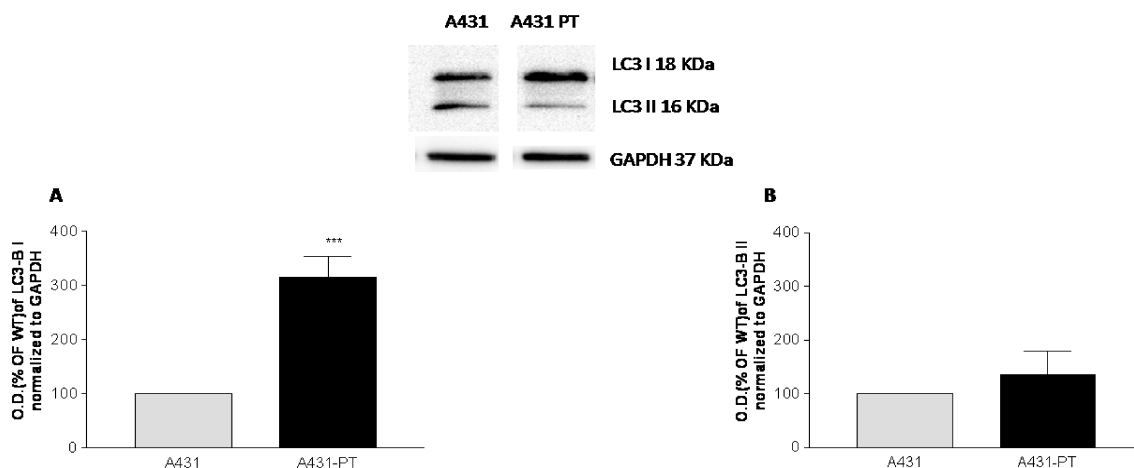 A431 A431 PT
LC3 I 18 KDa
LC3 II 16 KDa
GAPDH 37 KDa
A
O.D.(% OF WT)of LC3-B I
normalized to GAPDH
400
300
200
100
0
***
A431 A431-PT
B
O.D.(% OF WT)of LC3-B II
normalized to GAPDH
400
300
200
100
0
A431 A431-PT